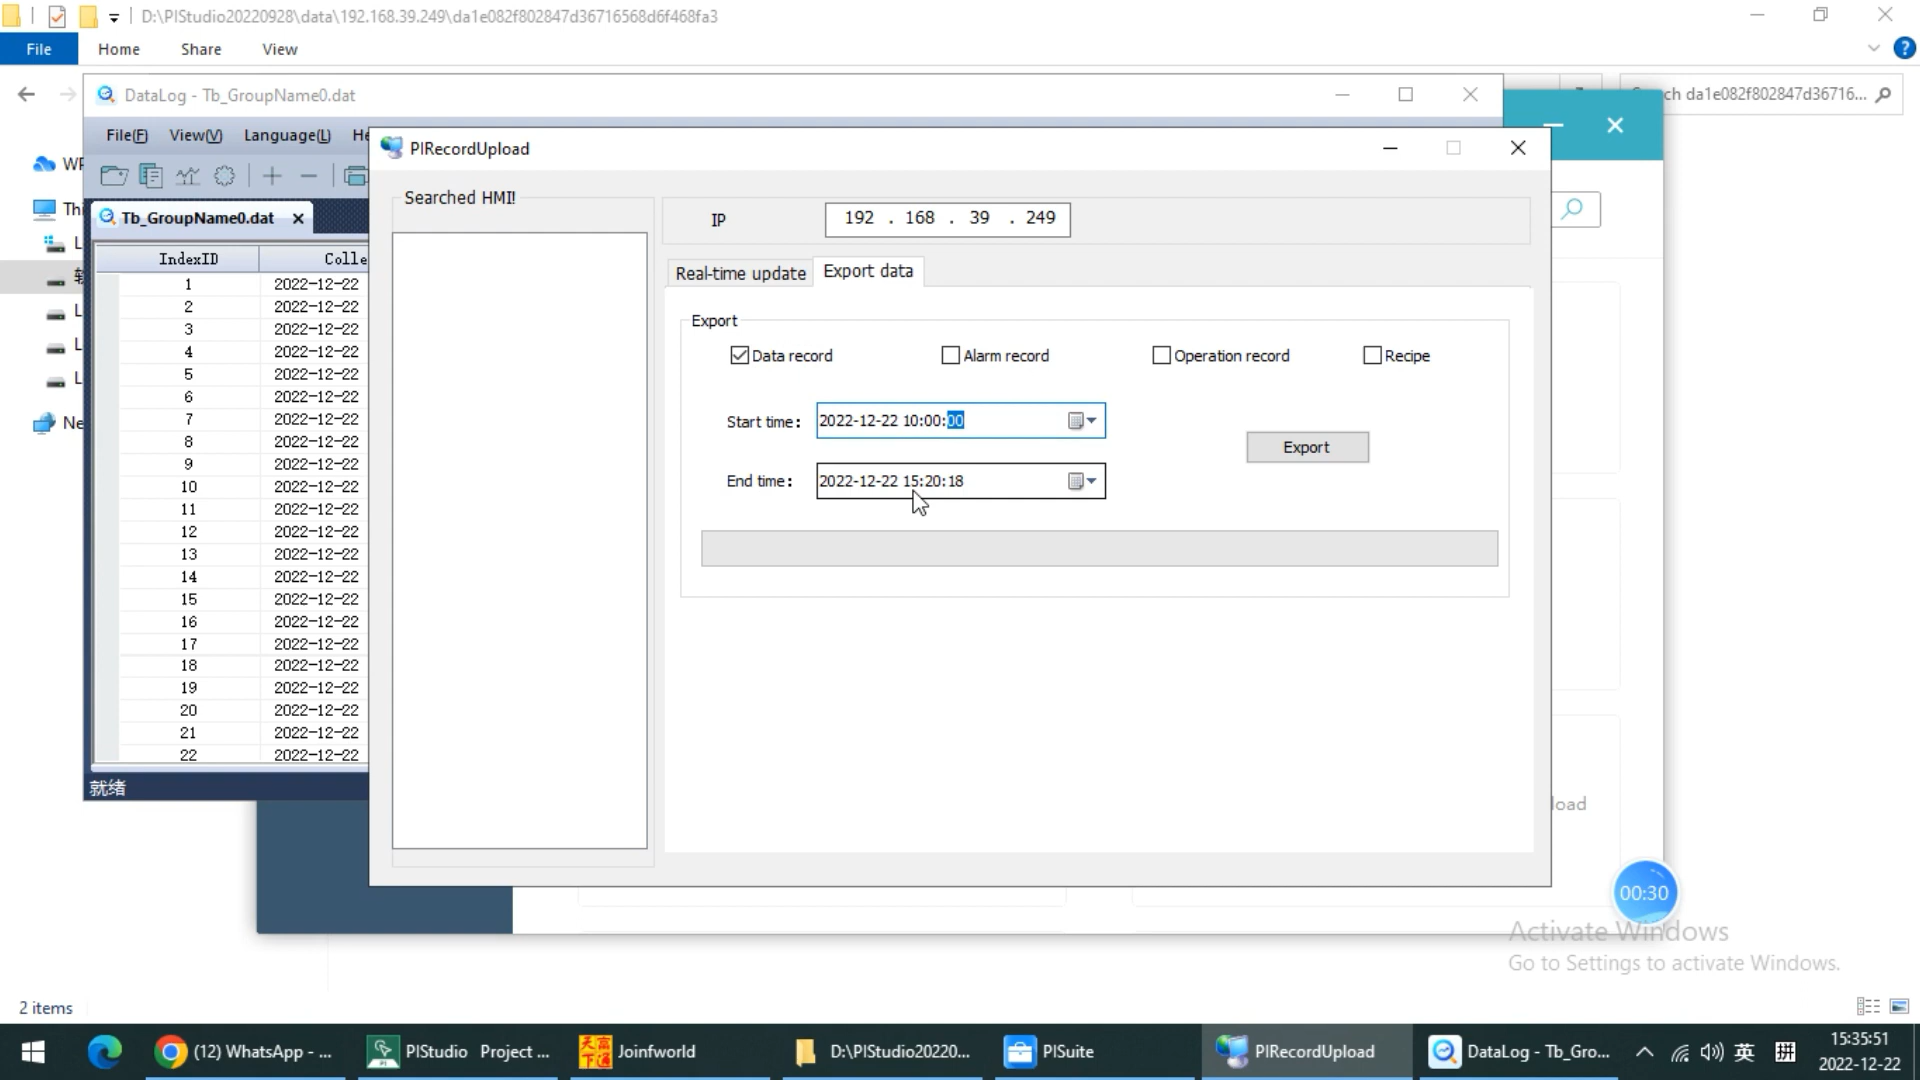 D:\PIStudio20220928\data\192.168.39.249\da1e082f802847d36716568d6f468fa3
File
Home
Share
View
DataLog - Tb_GroupName0.dat
ch da1e082f802847d36716...
File(F)
View(V)
Language(L)
He
PIRecordUpload
Tb_GroupName0.dat
IndexID
Colle
1 2022-12-22
2 2022-12-22
3 2022-12-22
4 2022-12-22
5 2022-12-22
6 2022-12-22
7 2022-12-22
8 2022-12-22
9 2022-12-22
10 2022-12-22
11 2022-12-22
12 2022-12-22
13 2022-12-22
14 2022-12-22
15 2022-12-22
16 2022-12-22
17 2022-12-22
18 2022-12-22
19 2022-12-22
20 2022-12-22
21 2022-12-22
22 2022-12-22
就绪
WP
Thi
L
L
L
L
Ne
Searched HMI!
IP
192 . 168 . 39 . 249
Real-time update
Export data
Export
Data record
Alarm record
Operation record
Recipe
Start time:
2022-12-22 10:00:00
End time:
2022-12-22 15:20:18
Export
load
00:30
Activate Windows
Go to Settings to activate Windows.
2 items
(12) WhatsApp - ...
PIStudio Project ...
天富下通
Joinfworld
D:\PIStudio20220...
PISuite
PIRecordUpload
DataLog - Tb_Gro...
英
拼
15:35:51
2022-12-22